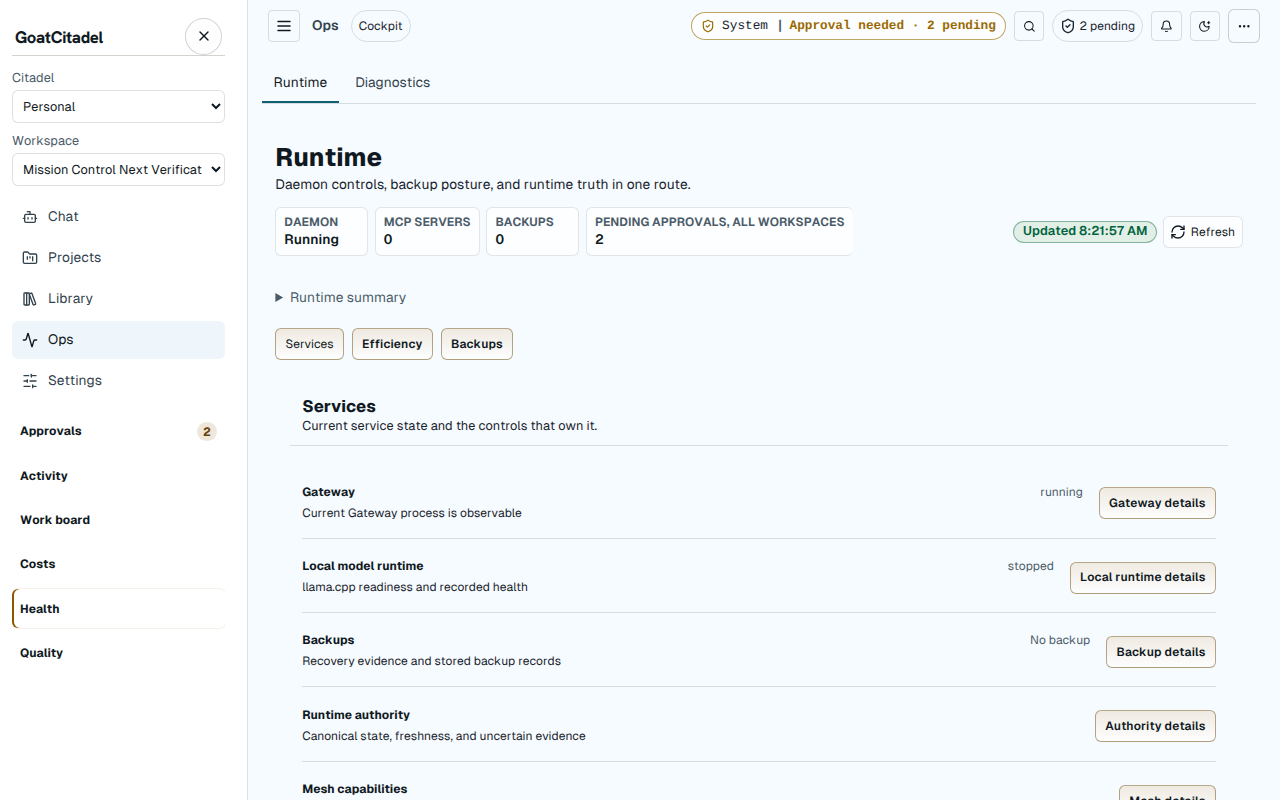 GoatCitadel
Citadel
Personal
Workspace
Mission Control Next Verificat
Chat
Projects
Library
Ops
Settings
Approvals 2
Activity
Work board
Costs
Health
Quality
Ops Cockpit System | Approval needed · 2 pending 2 pending
Runtime Diagnostics
Runtime
Daemon controls, backup posture, and runtime truth in one route.
DAEMON MCP SERVERS BACKUPS PENDING APPROVALS, ALL WORKSPACES
Running 0 0 2
Updated 8:21:57 AM Refresh
Runtime summary
Services Efficiency Backups
Services
Current service state and the controls that own it.
Gateway running Gateway details
Current Gateway process is observable
Local model runtime stopped Local runtime details
llama.cpp readiness and recorded health
Backups No backup Backup details
Recovery evidence and stored backup records
Runtime authority Authority details
Canonical state, freshness, and uncertain evidence
Mesh capabilities Mesh details